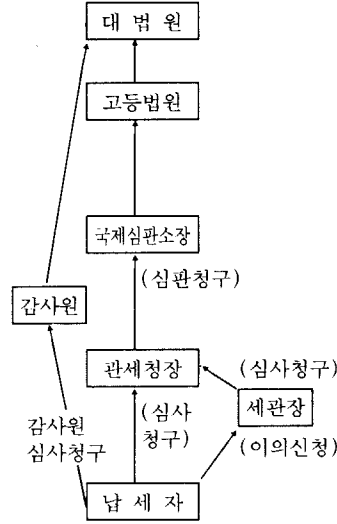 대 법 원
고등법원
국제심판소장
(심판청구)
감사원
관세청장
(심사청구)
(심사
청구)
세관장
감사원
심사청구
(이의신청)
납 세 자